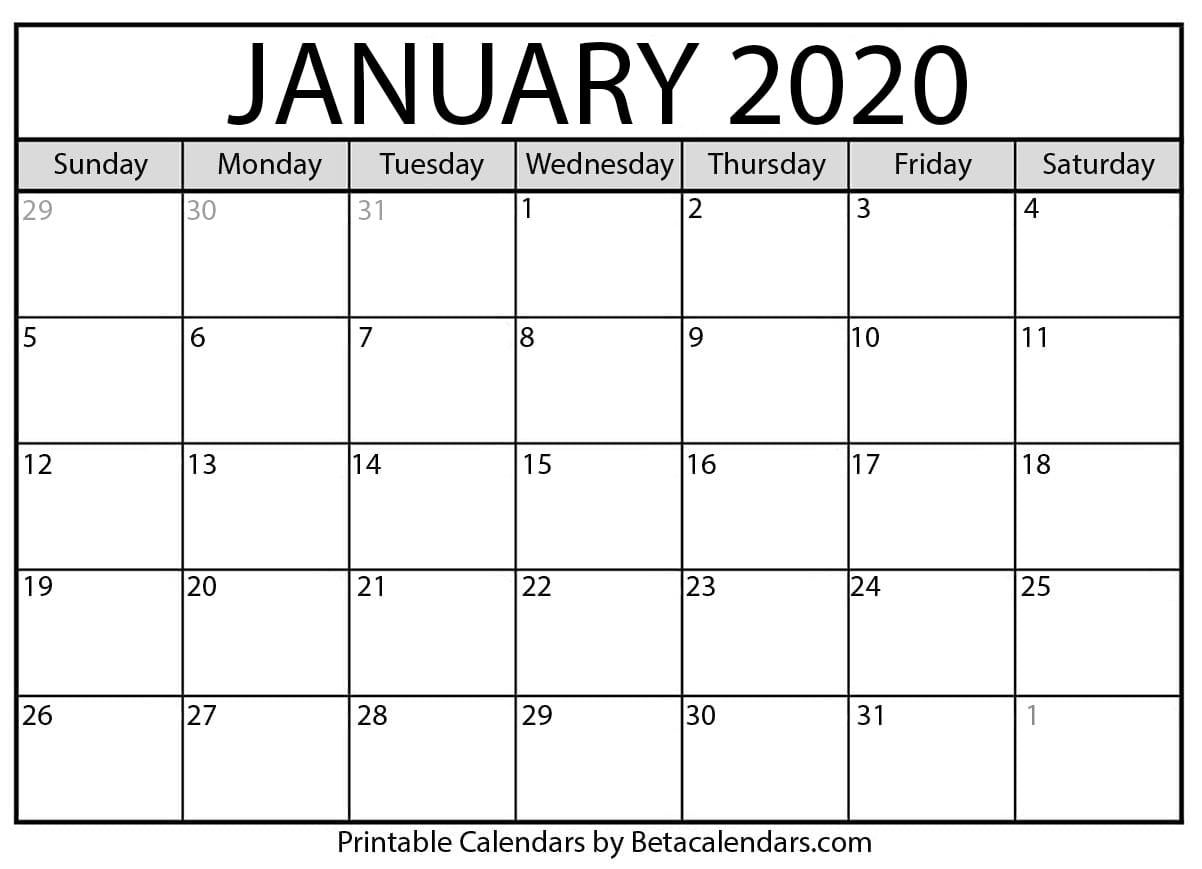 JANUARY 2020
Sunday Monday Tuesday Wednesday Thursday Friday Saturday
29 30 31 1 2 3 4
5 6 7 8 9 10 11
12 13 14 15 16 17 18
19 20 21 22 23 24 25
26 27 28 29 30 31 1
Printable Calendars by Betacalendars.com